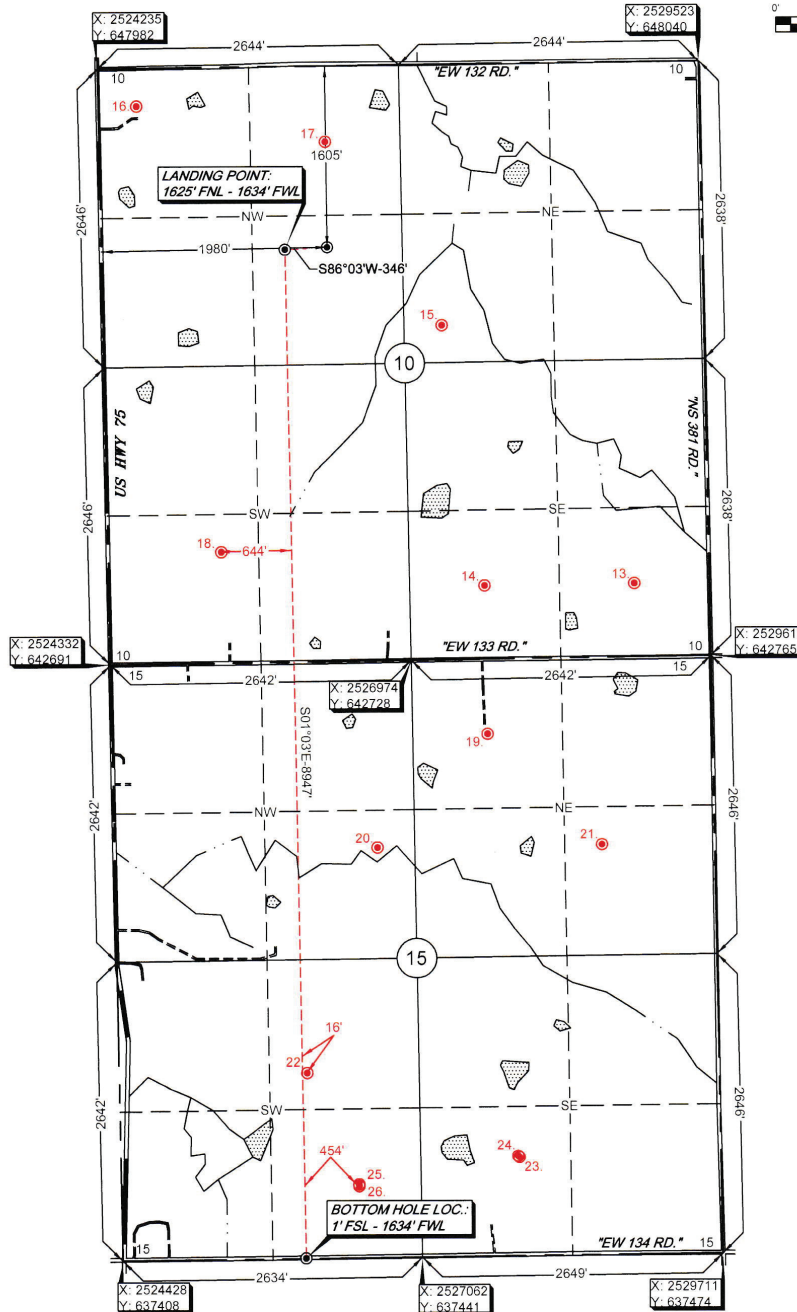 X: 2524235
Y: 647982
2644'
2644'
X: 2529523
Y: 648040
0'
10
"EW 132 RD."
10
16.
17.
1605'
LANDING POINT:
1625' FNL - 1634' FWL
2646'
NW
NE
2638'
1980'
S86°03'W-346'
15.
10
US HWY 75
"NS 381 RD."
2646'
SW
SE
2638'
18.
644'
14.
13.
X: 2524332
Y: 642691
10
"EW 133 RD."
10
X: 252961
Y: 642765
15
2642'
2642'
15
X: 2526974
Y: 642728
S01°03'E-8947'
19.
2642'
NW
NE
2646'
20.
21.
15
16'
22.
2642'
SW
SE
2646'
24.
23.
454'
25.
26.
BOTTOM HOLE LOC.:
1' FSL - 1634' FWL
15
"EW 134 RD."
15
2634'
2649'
X: 2524428
Y: 637408
X: 2527062
Y: 637441
X: 2529711
Y: 637474